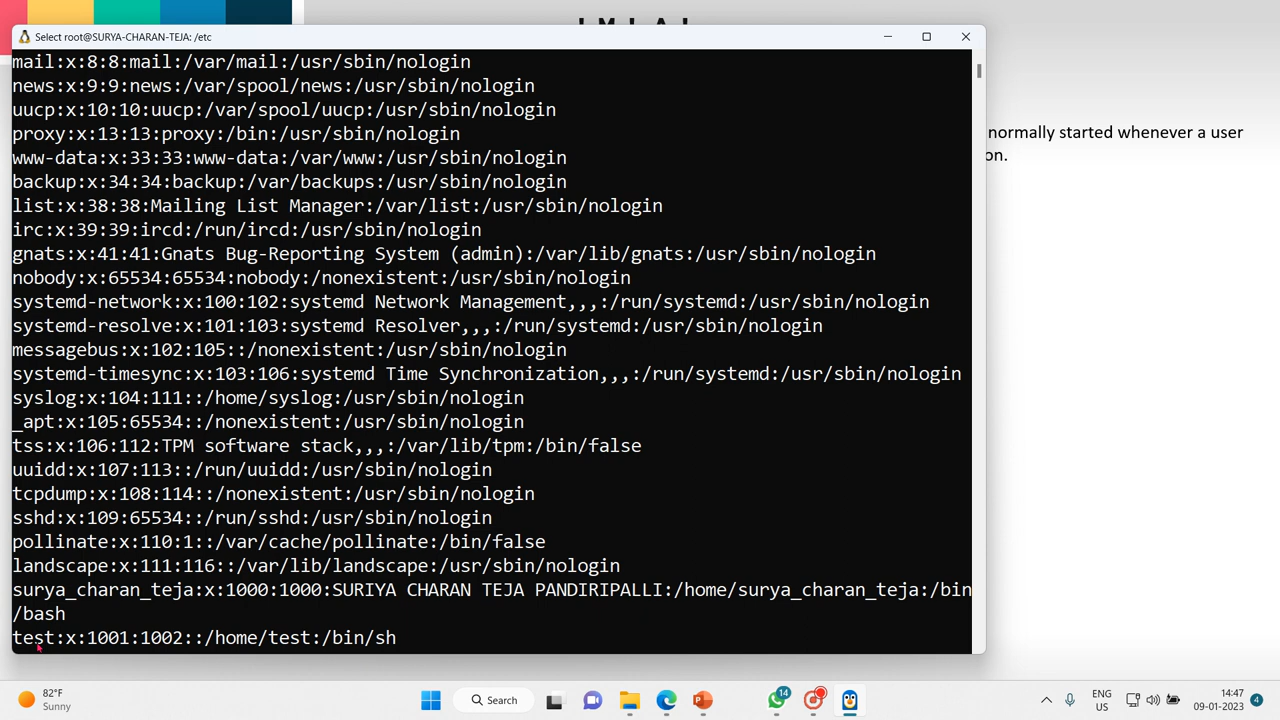 Select root@SURYA-CHARAN-TEJA: /etc
mail:x:8:8:mail:/var/mail:/usr/sbin/nologin
news:x:9:9:news:/var/spool/news:/usr/sbin/nologin
uucp:x:10:10:uucp:/var/spool/uucp:/usr/sbin/nologin
proxy:x:13:13:proxy:/bin:/usr/sbin/nologin
www-data:x:33:33:www-data:/var/www:/usr/sbin/nologin
backup:x:34:34:backup:/var/backups:/usr/sbin/nologin
list:x:38:38:Mailing List Manager:/var/list:/usr/sbin/nologin
irc:x:39:39:ircd:/run/ircd:/usr/sbin/nologin
gnats:x:41:41:Gnats Bug-Reporting System (admin):/var/lib/gnats:/usr/sbin/nologin
nobody:x:65534:65534:nobody:/nonexistent:/usr/sbin/nologin
systemd-network:x:100:102:systemd Network Management,,,:/run/systemd:/usr/sbin/nologin
systemd-resolve:x:101:103:systemd Resolver,,,:/run/systemd:/usr/sbin/nologin
messagebus:x:102:105::/nonexistent:/usr/sbin/nologin
systemd-timesync:x:103:106:systemd Time Synchronization,,,:/run/systemd:/usr/sbin/nologin
syslog:x:104:111::/home/syslog:/usr/sbin/nologin
_apt:x:105:65534::/nonexistent:/usr/sbin/nologin
tss:x:106:112:TPM software stack,,,:/var/lib/tpm:/bin/false
uuidd:x:107:113::/run/uuidd:/usr/sbin/nologin
tcpdump:x:108:114::/nonexistent:/usr/sbin/nologin
sshd:x:109:65534::/run/sshd:/usr/sbin/nologin
pollinate:x:110:1::/var/cache/pollinate:/bin/false
landscape:x:111:116::/var/lib/landscape:/usr/sbin/nologin
surya_charan_teja:x:1000:1000:SURIYA CHARAN TEJA PANDIRIPALLI:/home/surya_charan_teja:/bin
/bash
test:x:1001:1002::/home/test:/bin/sh
normally started whenever a user
on.
82°F
Sunny
Search
14
ENG
US
14:47
09-01-2023
4